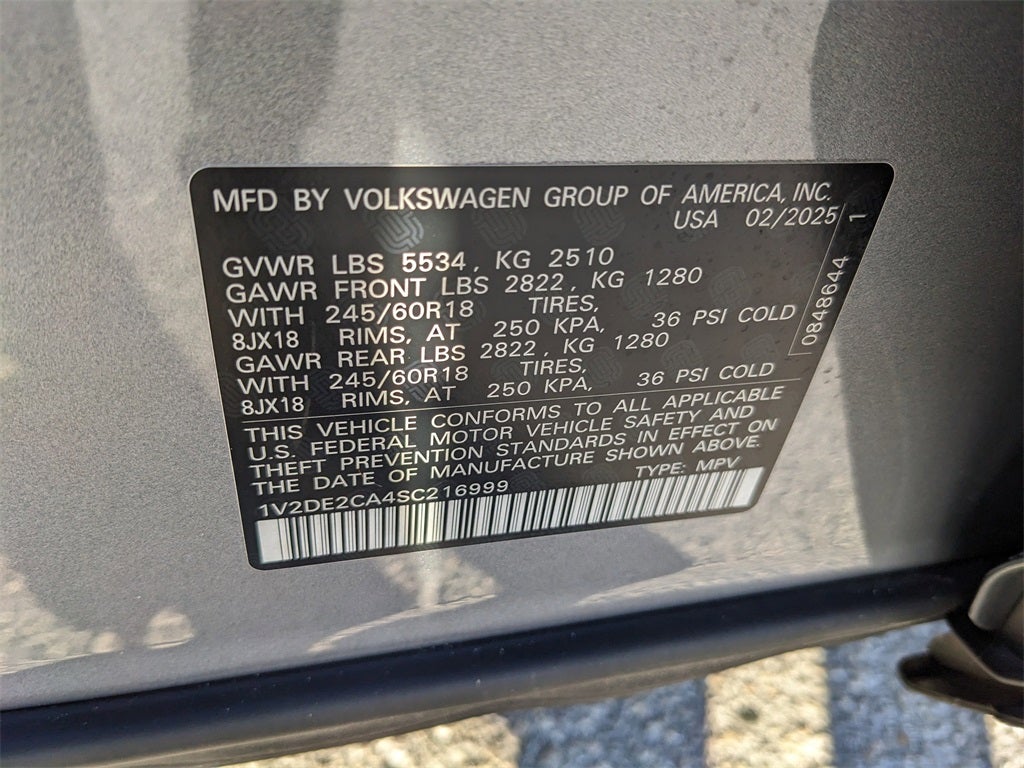 MFD BY VOLKSWAGEN GROUP OF AMERICA, INC.
USA 02/2025
GVWR LBS 5534, KG 2510
GAWR FRONT LBS 2822, KG 1280
WITH 245/60R18 TIRES,
8JX18 RIMS, AT 250 KPA, 36 PSI COLD
GAWR REAR LBS 2822, KG 1280
WITH 245/60R18 TIRES,
8JX18 RIMS, AT 250 KPA, 36 PSI COLD
THIS VEHICLE CONFORMS TO ALL APPLICABLE
U.S. FEDERAL MOTOR VEHICLE SAFETY AND
THEFT PREVENTION STANDARDS IN EFFECT ON
THE DATE OF MANUFACTURE SHOWN ABOVE.
1V2DE2CA4SC216999 TYPE: MPV
0848644 1